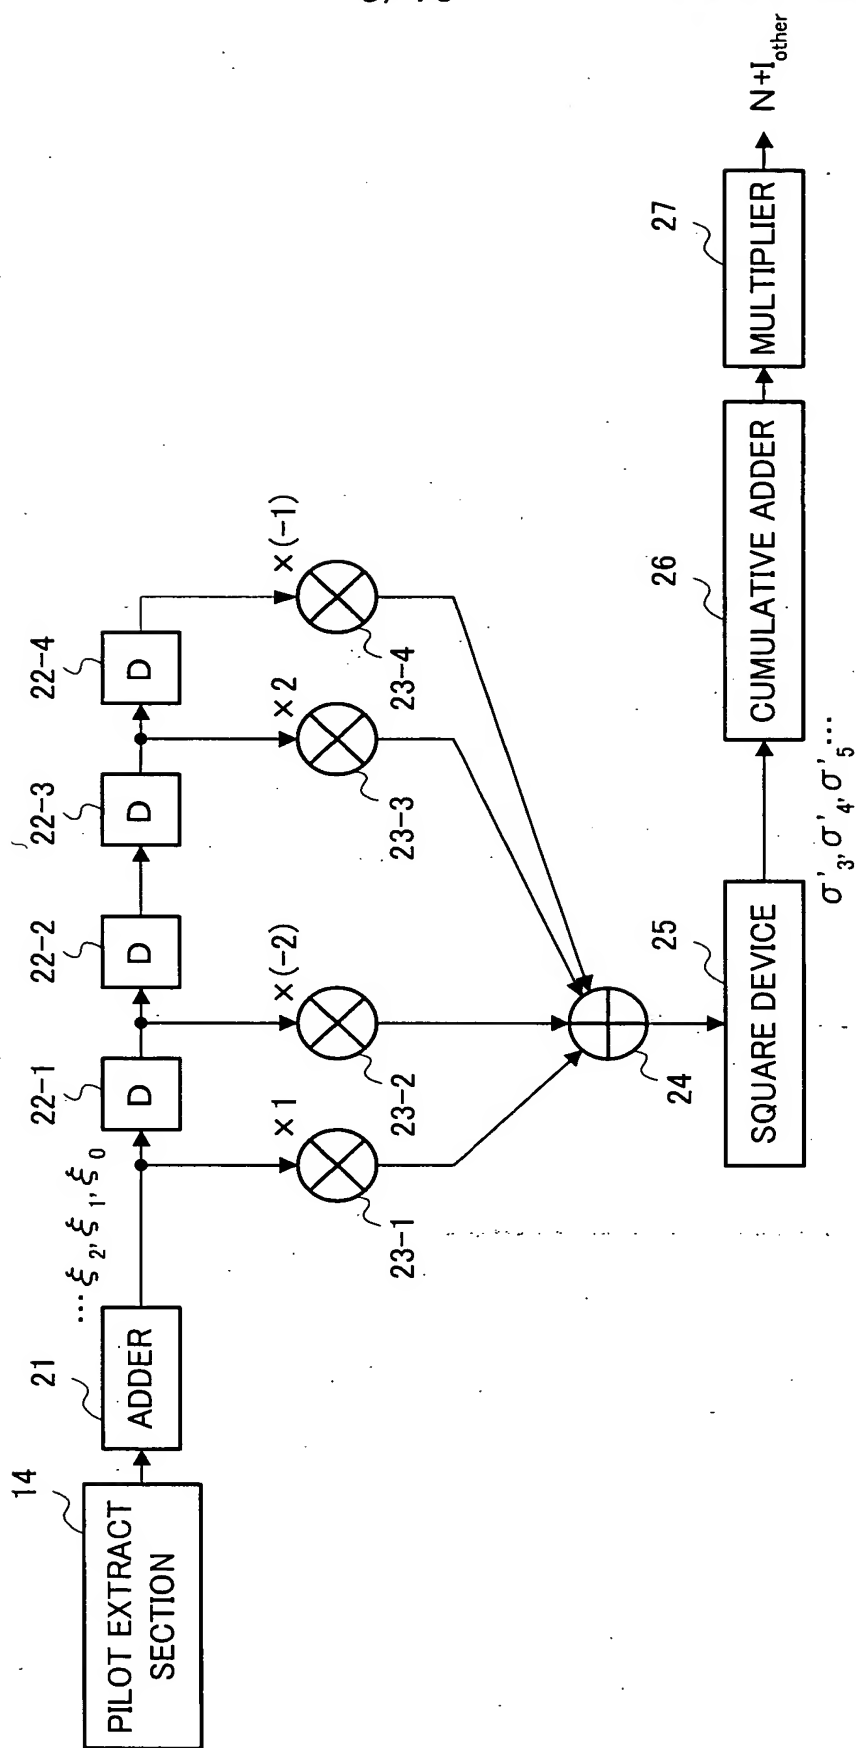 14
PILOT EXTRACT
SECTION
21
ADDER
... ξ2, ξ1, ξ0
22-1
D
22-2
D
22-3
D
22-4
D
×1
23-1
×(-2)
23-2
×2
23-3
×(-1)
23-4
24
25
SQUARE DEVICE
σ'3, σ'4, σ'5 ...
26
CUMULATIVE ADDER
27
MULTIPLIER
N+Iother